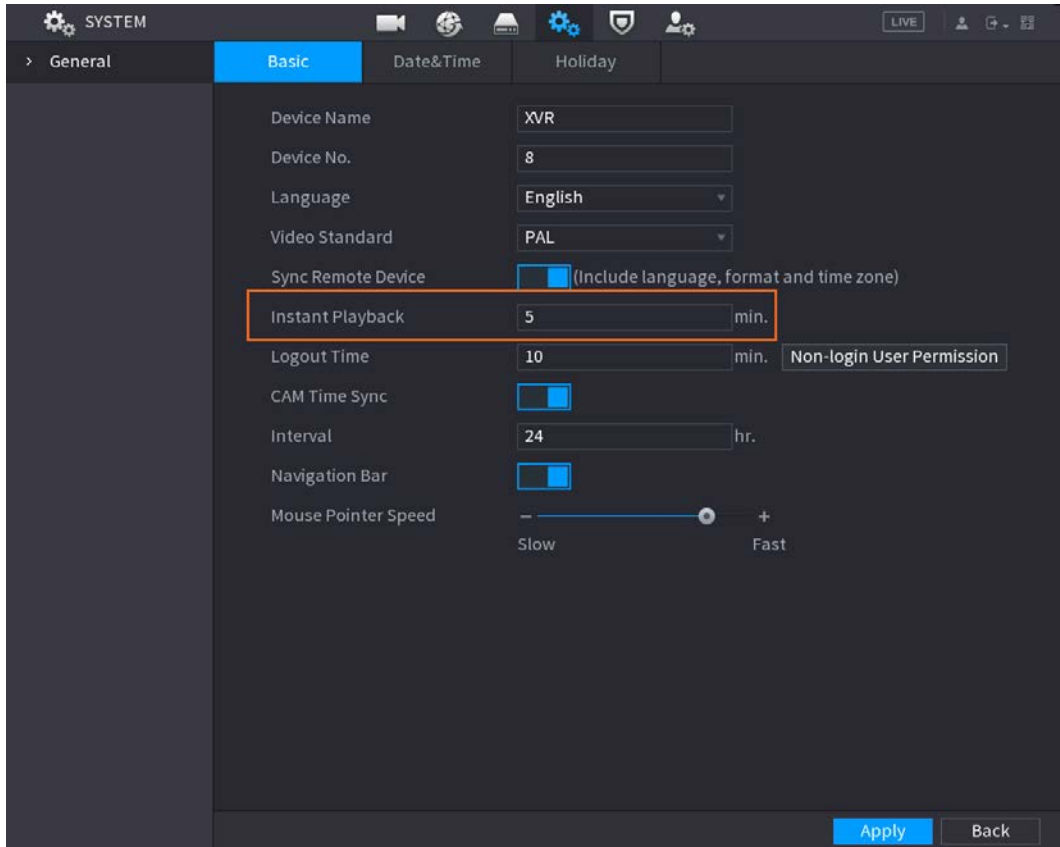 SYSTEM LIVE
> General Basic Date&Time Holiday
Device Name XVR
Device No. 8
Language English
Video Standard PAL
Sync Remote Device (Include language, format and time zone)
Instant Playback 5 min.
Logout Time 10 min. Non-login User Permission
CAM Time Sync
Interval 24 hr.
Navigation Bar
Mouse Pointer Speed − +
Slow Fast
Apply Back